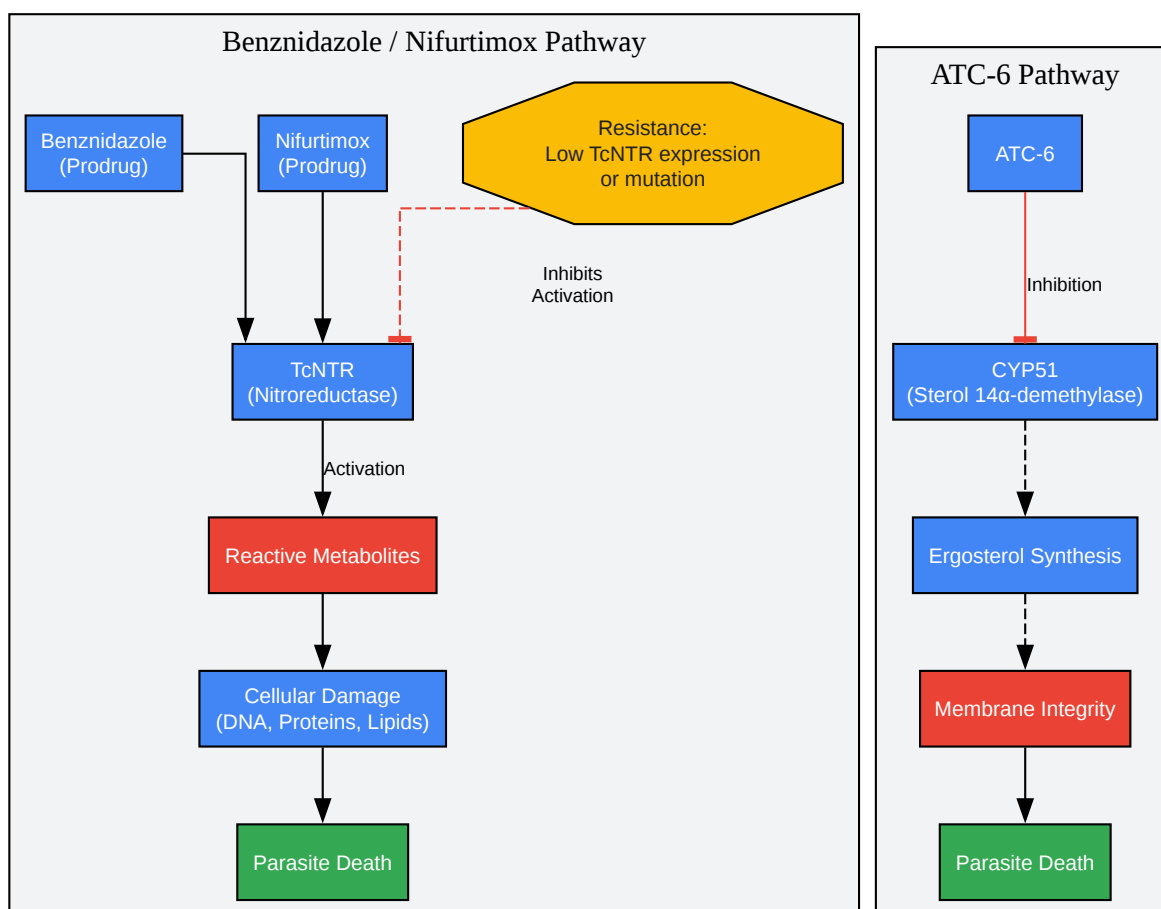 Benznidazole / Nifurtimox Pathway
Benznidazole
(Prodrug)
Nifurtimox
(Prodrug)
Resistance:
Low TcNTR expression
or mutation
Inhibits
Activation
TcNTR
(Nitroreductase)
Activation
Reactive Metabolites
Cellular Damage
(DNA, Proteins, Lipids)
Parasite Death
ATC-6 Pathway
ATC-6
Inhibition
CYP51
(Sterol 14α-demethylase)
Ergosterol Synthesis
Membrane Integrity
Parasite Death